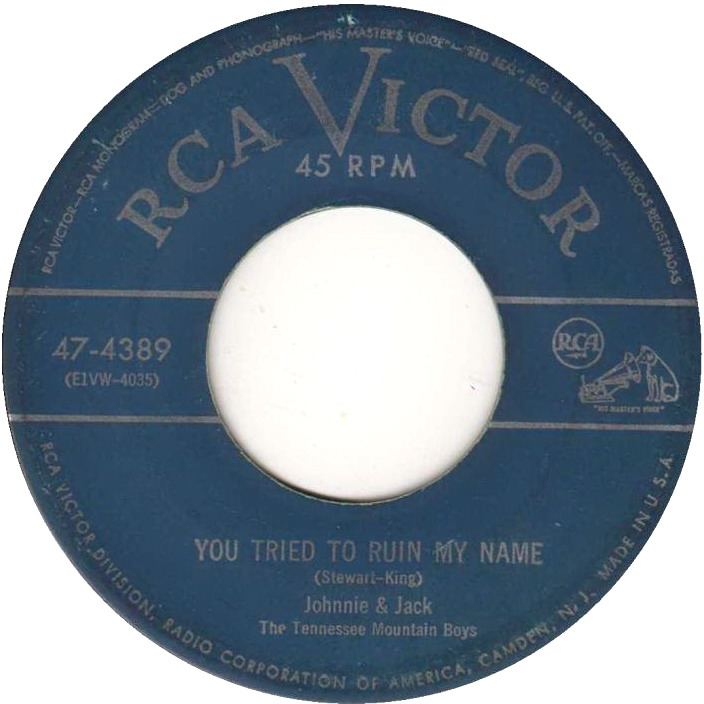 RCA VICTOR—RCA MONOGRAM—DOG AND PHONOGRAPH—"HIS MASTER'S VOICE"—"RED SEAL" REG. U.S. PAT. OFF.—MARCAS REGISTRADAS
RCA VICTOR
45 RPM
47-4389
(E1VW-4035)
RCA
"HIS MASTER'S VOICE"
YOU TRIED TO RUIN MY NAME
(Stewart-King)
Johnnie & Jack
The Tennessee Mountain Boys
RCA VICTOR DIVISION, RADIO CORPORATION OF AMERICA, CAMDEN, N. J. MADE IN U.S.A.